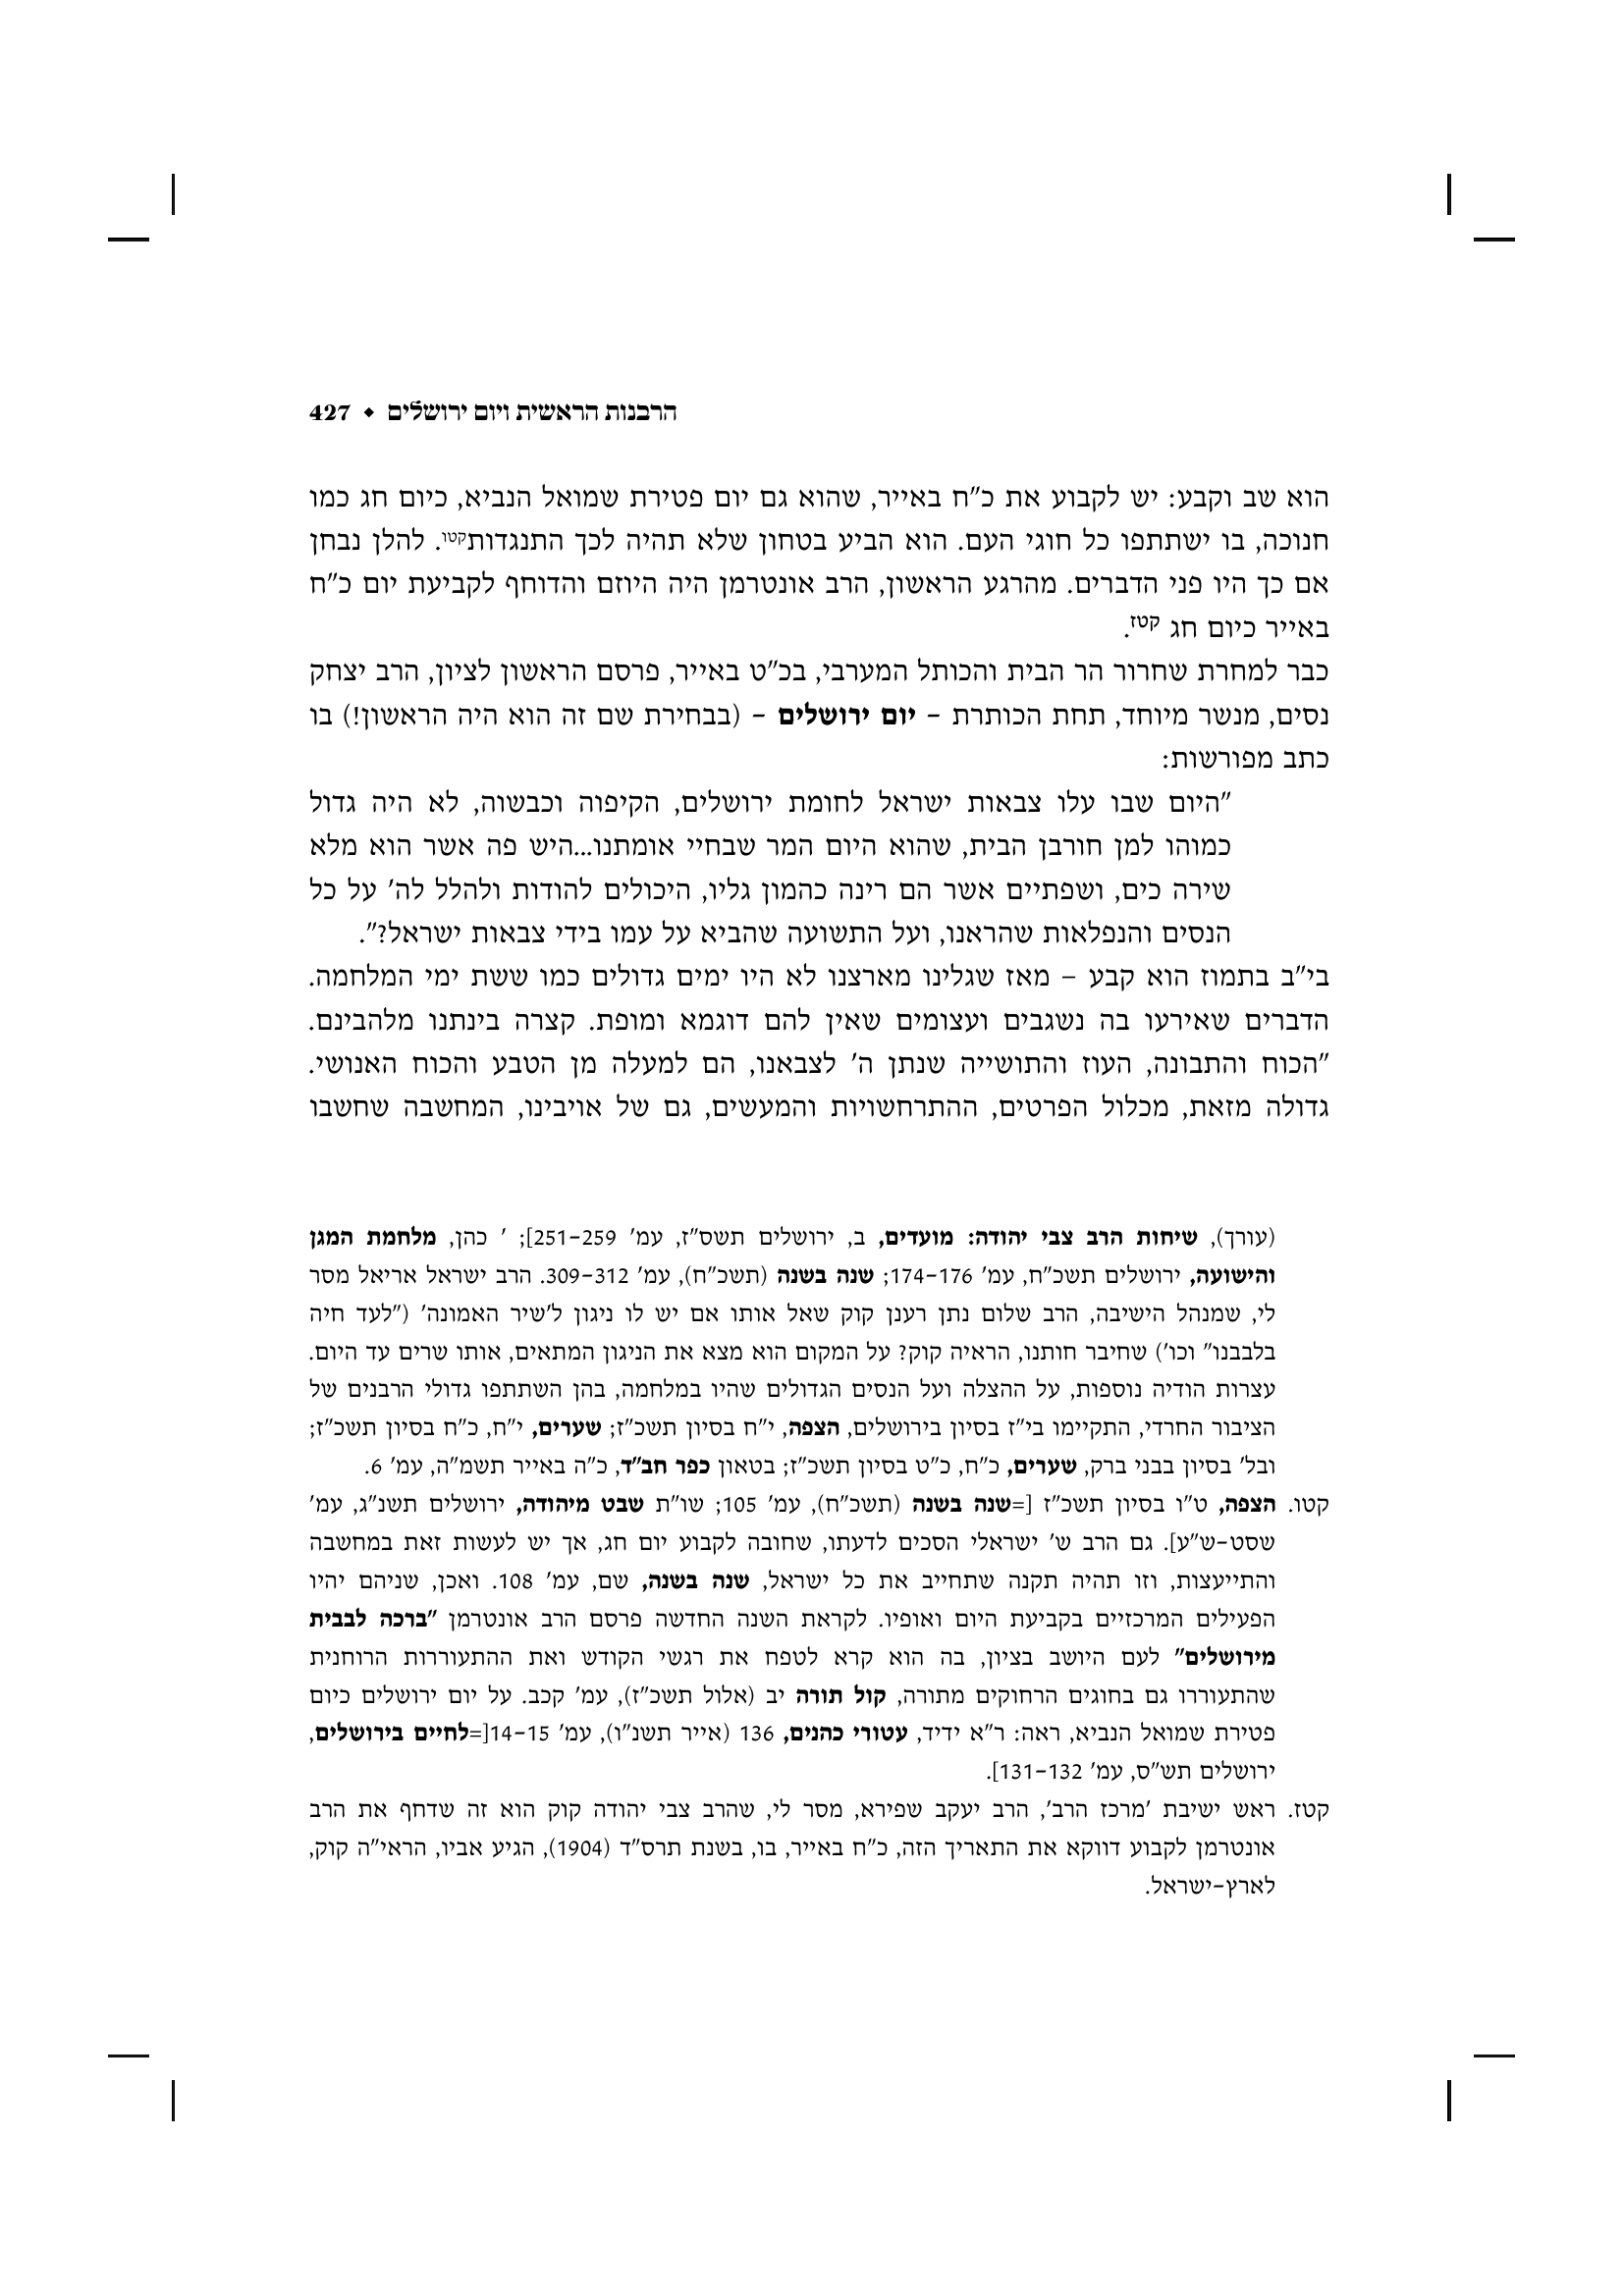 הרבנות הראשית ויום ירושלים ◆ 427
הוא שב וקבע: יש לקבוע את כ"ח באייר, שהוא גם יום פטירת שמואל הנביא, כיום חג כמו
חנוכה, בו ישתתפו כל חוגי העם. הוא הביע בטחון שלא תהיה לכך התנגדותקטו. להלן נבחן
אם כך היו פני הדברים. מהרגע הראשון, הרב אונטרמן היה היוזם והדוחף לקביעת יום כ"ח
באייר כיום חג קטז.
כבר למחרת שחרור הר הבית והכותל המערבי, בכ"ט באייר, פרסם הראשון לציון, הרב יצחק
נסים, מנשר מיוחד, תחת הכותרת – יום ירושלים – (בבחירת שם זה הוא היה הראשון!) בו
כתב מפורשות:
"היום שבו עלו צבאות ישראל לחומת ירושלים, הקיפוה וכבשוה, לא היה גדול
כמוהו למן חורבן הבית, שהוא היום המר שבחיי אומתנו...היש פה אשר הוא מלא
שירה כים, ושפתיים אשר הם רינה כהמון גליו, היכולים להודות ולהלל לה' על כל
הנסים והנפלאות שהראנו, ועל התשועה שהביא על עמו בידי צבאות ישראל?".
בי"ב בתמוז הוא קבע – מאז שגלינו מארצנו לא היו ימים גדולים כמו ששת ימי המלחמה.
הדברים שאירעו בה נשגבים ועצומים שאין להם דוגמא ומופת. קצרה בינתנו מלהבינם.
"הכוח והתבונה, העוז והתושייה שנתן ה' לצבאנו, הם למעלה מן הטבע והכוח האנושי.
גדולה מזאת, מכלול הפרטים, ההתרחשויות והמעשים, גם של אויבינו, המחשבה שחשבו
(עורך), שיחות הרב צבי יהודה: מועדים, ב, ירושלים תשס"ז, עמ' 251–259]; ' כהן, מלחמת המגן
והישועה, ירושלים תשכ"ח, עמ' 174–176; שנה בשנה (תשכ"ח), עמ' 309–312. הרב ישראל אריאל מסר
לי, שמנהל הישיבה, הרב שלום נתן רענן קוק שאל אותו אם יש לו ניגון ל'שיר האמונה' ("לעד חיה
בלבבנו" וכו') שחיבר חותנו, הראיה קוק? על המקום הוא מצא את הניגון המתאים, אותו שרים עד היום.
עצרות הודיה נוספות, על ההצלה ועל הנסים הגדולים שהיו במלחמה, בהן השתתפו גדולי הרבנים של
הציבור החרדי, התקיימו בי"ז בסיון בירושלים, הצפה, י"ח בסיון תשכ"ז; שערים, י"ח, כ"ח בסיון תשכ"ז;
ובל' בסיון בבני ברק, שערים, כ"ח, כ"ט בסיון תשכ"ז; בטאון כפר חב"ד, כ"ה באייר תשמ"ה, עמ' 6.
קטו. הצפה, ט"ו בסיון תשכ"ז [=שנה בשנה (תשכ"ח), עמ' 105; שו"ת שבט מיהודה, ירושלים תשנ"ג, עמ'
שסט–ש"ע]. גם הרב ש' ישראלי הסכים לדעתו, שחובה לקבוע יום חג, אך יש לעשות זאת במחשבה
והתייעצות, וזו תהיה תקנה שתחייב את כל ישראל, שנה בשנה, שם, עמ' 108. ואכן, שניהם יהיו
הפעילים המרכזיים בקביעת היום ואופיו. לקראת השנה החדשה פרסם הרב אונטרמן "ברכה לבבית
מירושלים" לעם היושב בציון, בה הוא קרא לטפח את רגשי הקודש ואת ההתעוררות הרוחנית
שהתעוררו גם בחוגים הרחוקים מתורה, קול תורה יב (אלול תשכ"ז), עמ' קכב. על יום ירושלים כיום
פטירת שמואל הנביא, ראה: ר"א ידיד, עטורי כהנים, 136 (אייר תשנ"ו), עמ' 14–15[=לחיים בירושלים,
ירושלים תש"ס, עמ' 131–132].
קטז. ראש ישיבת 'מרכז הרב', הרב יעקב שפירא, מסר לי, שהרב צבי יהודה קוק הוא זה שדחף את הרב
אונטרמן לקבוע דווקא את התאריך הזה, כ"ח באייר, בו, בשנת תרס"ד (1904), הגיע אביו, הראי"ה קוק,
לארץ–ישראל.